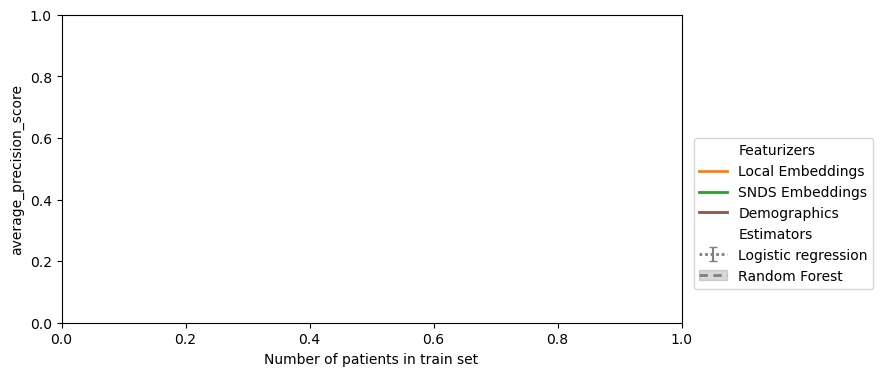 1.0
0.8
0.6
0.4
0.2
0.0
average_precision_score
0.0 0.2 0.4 0.6 0.8 1.0
Number of patients in train set
Featurizers
Local Embeddings
SNDS Embeddings
Demographics
Estimators
Logistic regression
Random Forest